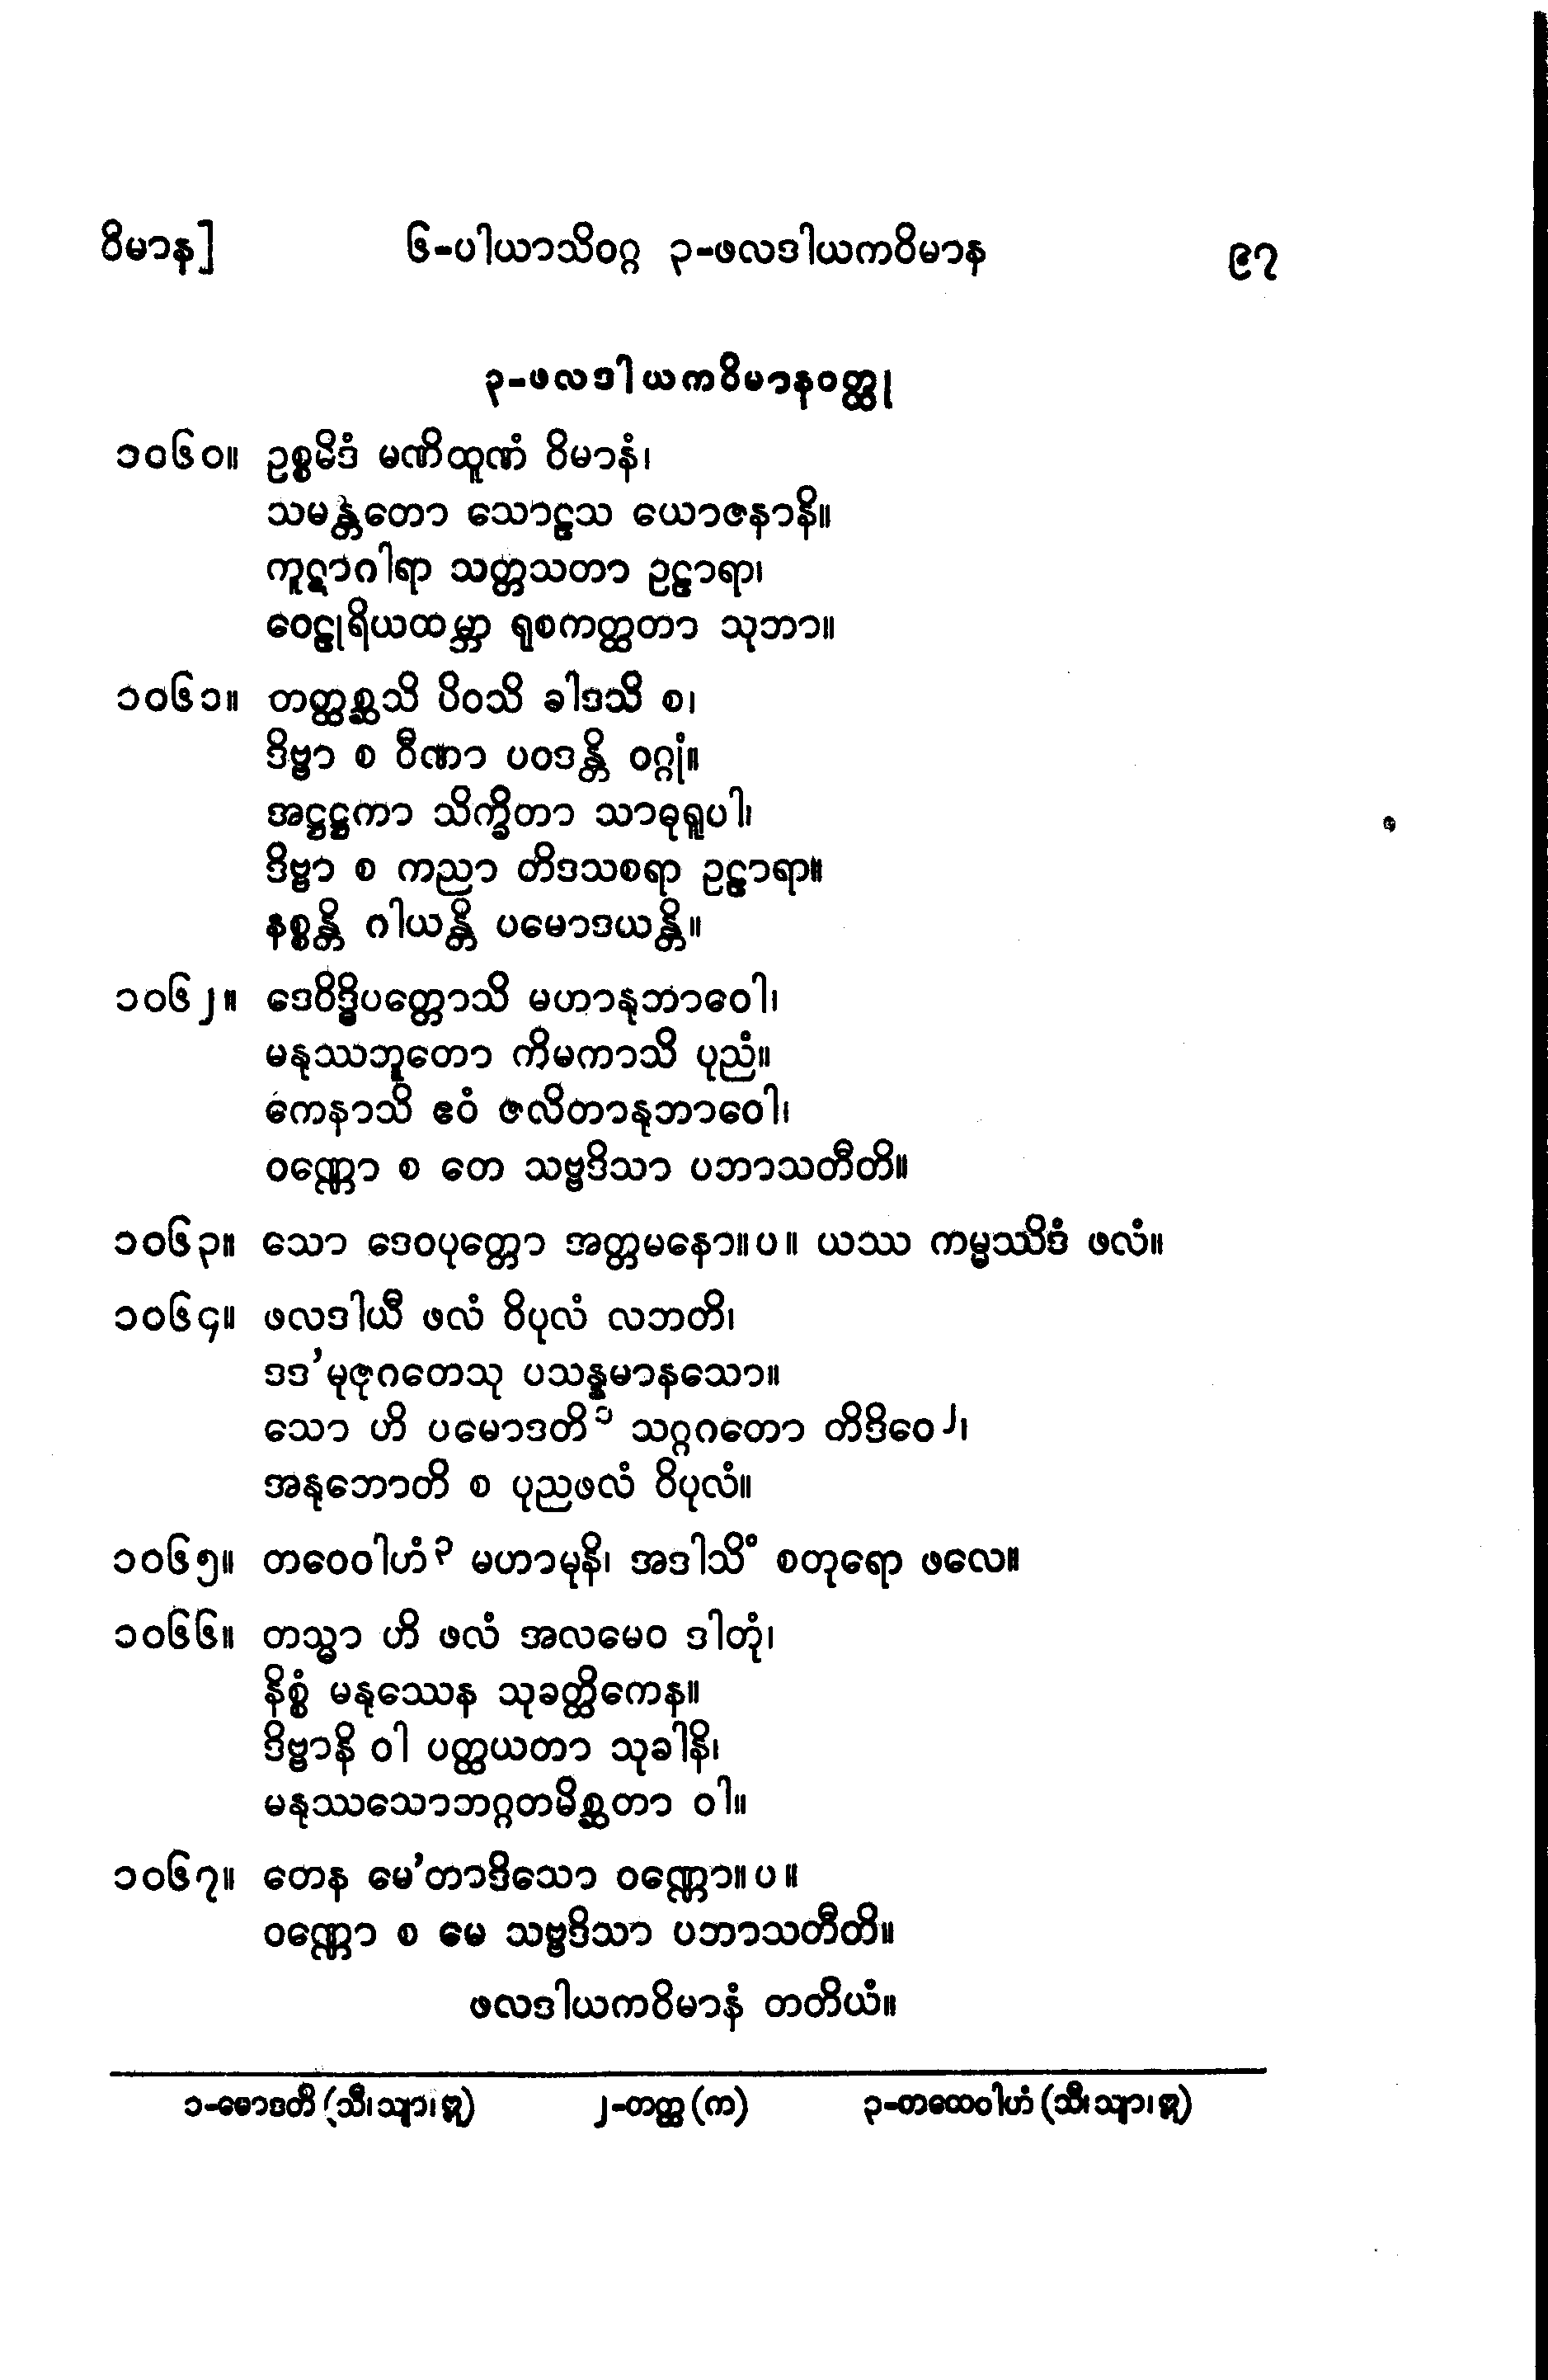 ဝိမာန]	၆-ပါယာသိဝဂ္ဂ ၃-ဖလဒါယကဝိမာန	၉၇
၃-ဖလဒါယကဝိမာနဝတ္ထု
၁၀၆၀။ ဥစ္စမိဒံ မဏိထူဏံ ဝိမာနံ၊
သမန္တတော သောဠသ ယောဇနာနိ။
ကူဋာဂါရာ သတ္တသတာ ဥဠာရာ၊
ဝေဠုရိယထမ္ဘာ ရုစကတ္ထတာ သုဘာ။
၁၀၆၁။ တတ္ထစ္ဆသိ ပိဝသိ ခါဒသိ စ၊
ဒိဗ္ဗာ စ ဝီဏာ ပဝဒန္တိ ဝဂ္ဂုံ။
အဋ္ဌဋ္ဌကာ သိက္ခိတာ သာဓုရူပါ၊
ဒိဗ္ဗာ စ ကညာ တိဒသစရာ ဥဠာရာ။
နစ္စန္တိ ဂါယန္တိ ပမောဒယန္တိ။
၁၀၆၂။ ဒေဝိဒ္ဓိပတ္တောသိ မဟာနုဘာဝေါ၊
မနုဿဘူတော ကိမကာသိ ပုညံ။
ကေနာသိ ဧဝံ ဇလိတာနုဘာဝေါ၊
ဝဏ္ဏော စ တေ သဗ္ဗဒိသာ ပဘာသတီတိ။
၁၀၆၃။ သော ဒေဝပုတ္တော အတ္တမနော။ပ။ ယဿ ကမ္မဿိဒံ ဖလံ။
၁၀၆၄။ ဖလဒါယီ ဖလံ ဝိပုလံ လဘတိ၊
ဒဒ'မုဇုဂတေသု ပသန္နမာနသော။
သော ဟိ ပမောဒတိ၁ သဂ္ဂဂတော တိဒိဝေ၂၊
အနုဘောတိ စ ပုညဖလံ ဝိပုလံ။
၁၀၆၅။ တဝေဝါဟံ၃ မဟာမုနိ၊ အဒါသိံ စတုရော ဖလေ။
၁၀၆၆။ တသ္မာ ဟိ ဖလံ အလမေဝ ဒါတုံ၊
နိစ္စံ မနုဿေန သုခတ္ထိကေန။
ဒိဗ္ဗာနိ ဝါ ပတ္ထယတာ သုခါနိ၊
မနုဿသောဘဂ္ဂတမိစ္ဆတာ ဝါ။
၁၀၆၇။ တေန မေ'တာဒိသော ဝဏ္ဏော။ပ။
ဝဏ္ဏော စ မေ သဗ္ဗဒိသာ ပဘာသတီတိ။
ဖလဒါယကဝိမာနံ တတိယံ။
၁-မောဒတိ (သီ၊သျာ၊ဣ)	၂-တတ္ထ (က)	၃-တထေဝါဟံ (သီ၊သျာ၊ဣ)